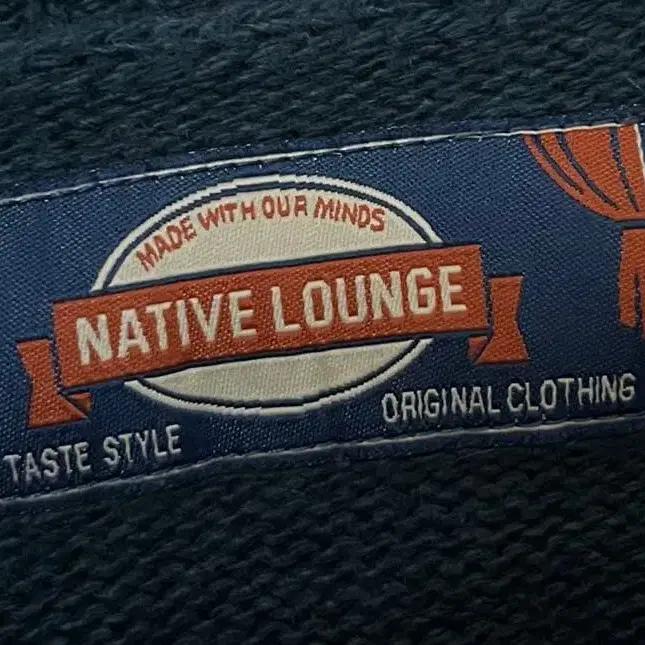 MADE WITH OUR MINDS
NATIVE LOUNGE
TASTE STYLE
ORIGINAL CLOTHING